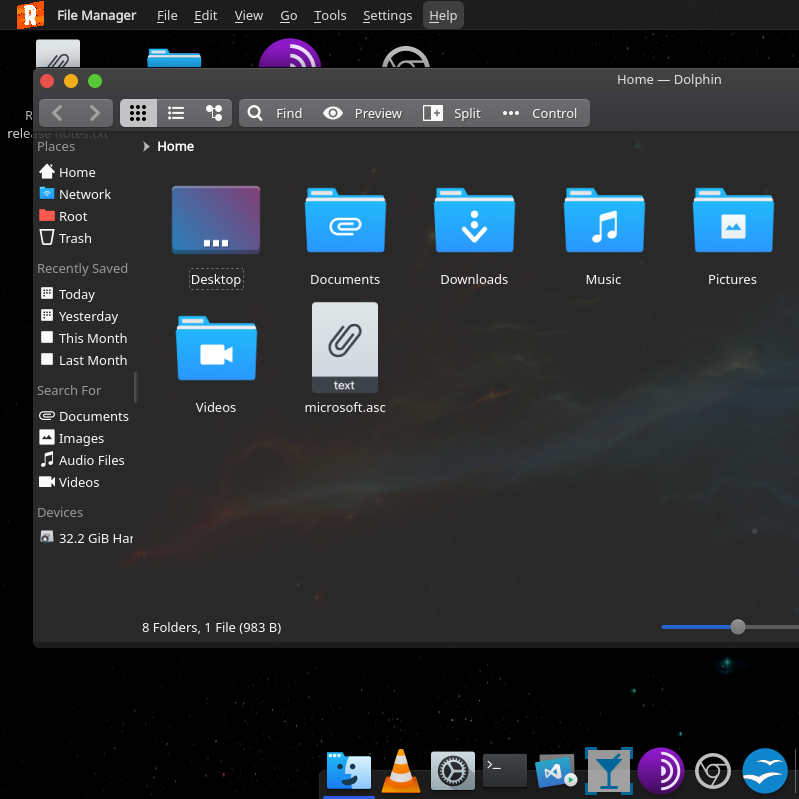 File Manager File Edit View Go Tools Settings Help
Home — Dolphin
Find Preview Split Control
R
release notes.txt
Places
Home
Home
Network
Root
Trash
Recently Saved
Today
Yesterday
This Month
Last Month
Search For
Documents
Images
Audio Files
Videos
Devices
32.2 GiB Har
Desktop Documents Downloads Music Pictures
text
Videos microsoft.asc
8 Folders, 1 File (983 B)